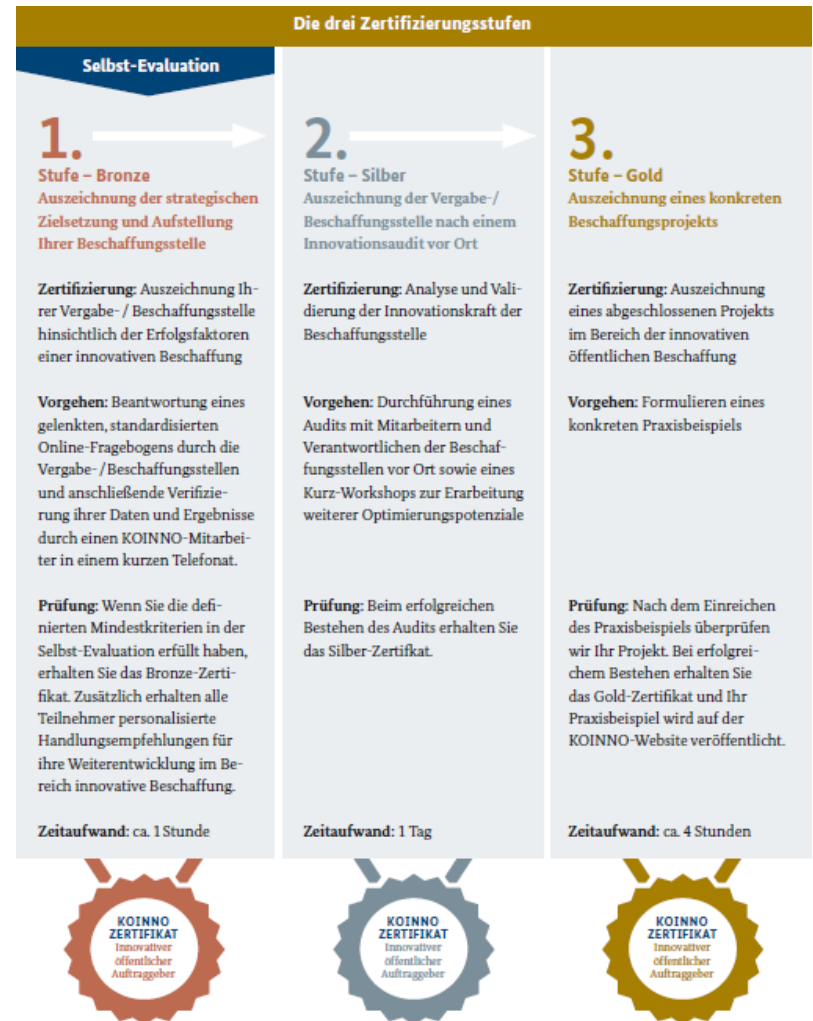 Die drei Zertifizierungsstufen
Selbst-Evaluation
1.
Stufe – Bronze
Auszeichnung der strategischen
Zielsetzung und Aufstellung
Ihrer Beschaffungsstelle
Zertifizierung: Auszeichnung Ih-
rer Vergabe- / Beschaffungsstelle
hinsichtlich der Erfolgsfaktoren
einer innovativen Beschaffung
Vorgehen: Beantwortung eines
gelenkten, standardisierten
Online-Fragebogens durch die
Vergabe- / Beschaffungsstellen
und anschließende Verifizie-
rung ihrer Daten und Ergebnisse
durch einen KOINNO-Mitarbei-
ter in einem kurzen Telefonat.
Prüfung: Wenn Sie die defi-
nierten Mindestkriterien in der
Selbst-Evaluation erfüllt haben,
erhalten Sie das Bronze-Zerti-
fikat. Zusätzlich erhalten alle
Teilnehmer personalisierte
Handlungsempfehlungen für
ihre Weiterentwicklung im Be-
reich innovative Beschaffung.
Zeitaufwand: ca. 1 Stunde
KOINNO
ZERTIFIKAT
Innovativer
öffentlicher
Auftraggeber
2.
Stufe – Silber
Auszeichnung der Vergabe-/
Beschaffungsstelle nach einem
Innovationsaudit vor Ort
Zertifizierung: Analyse und Vali-
dierung der Innovationskraft der
Beschaffungsstelle
Vorgehen: Durchführung eines
Audits mit Mitarbeitern und
Verantwortlichen der Beschaf-
fungsstellen vor Ort sowie eines
Kurz-Workshops zur Erarbeitung
weiterer Optimierungspotenziale
Prüfung: Beim erfolgreichen
Bestehen des Audits erhalten Sie
das Silber-Zertifkat.
Zeitaufwand: 1 Tag
KOINNO
ZERTIFIKAT
Innovativer
öffentlicher
Auftraggeber
3.
Stufe – Gold
Auszeichnung eines konkreten
Beschaffungsprojekts
Zertifizierung: Auszeichnung
eines abgeschlossenen Projekts
im Bereich der innovativen
öffentlichen Beschaffung
Vorgehen: Formulieren eines
konkreten Praxisbeispiels
Prüfung: Nach dem Einreichen
des Praxisbeispiels überprüfen
wir Ihr Projekt. Bei erfolgrei-
chem Bestehen erhalten Sie
das Gold-Zertifikat und Ihr
Praxisbeispiel wird auf der
KOINNO-Website veröffentlicht.
Zeitaufwand: ca. 4 Stunden
KOINNO
ZERTIFIKAT
Innovativer
öffentlicher
Auftraggeber